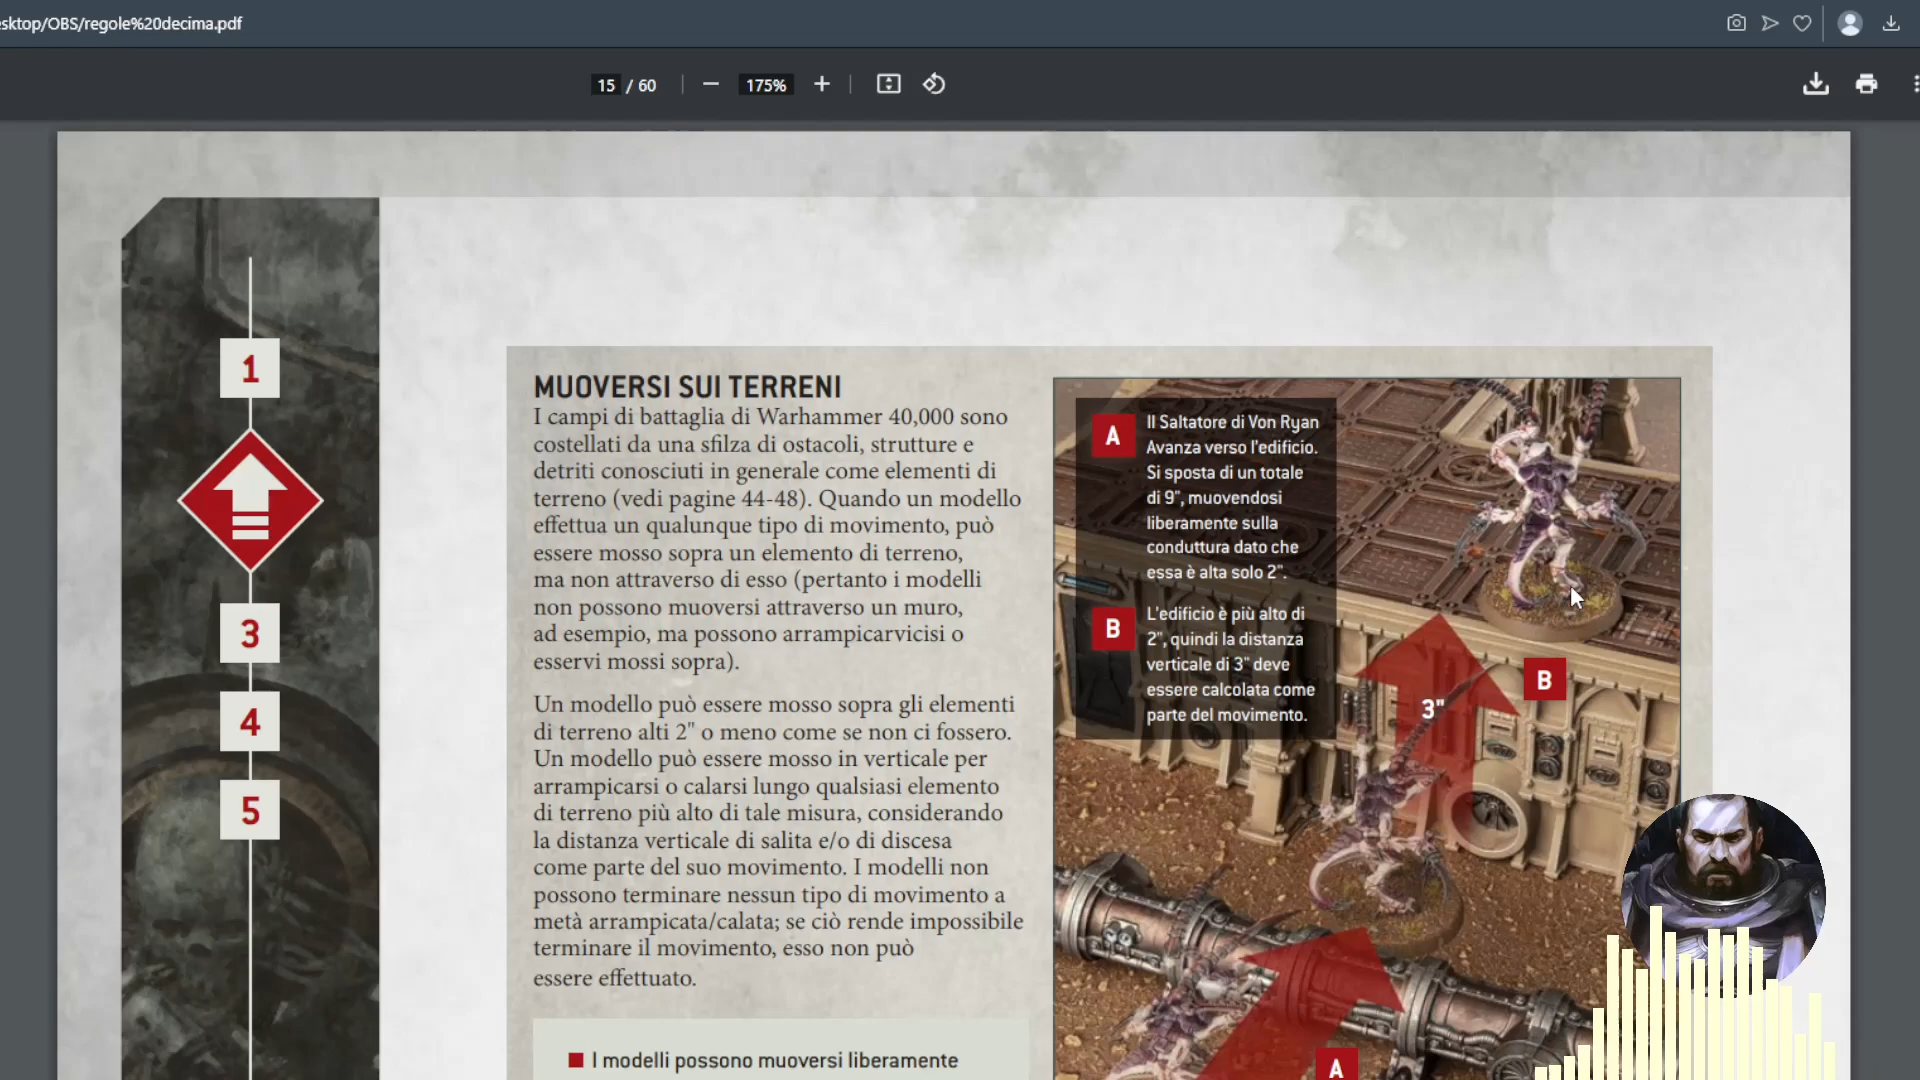 esktop/OBS/regole%20decima.pdf
15 / 60
175%
1
3
4
5
MUOVERSI SUI TERRENI
I campi di battaglia di Warhammer 40,000 sono
costellati da una sfilza di ostacoli, strutture e
detriti conosciuti in generale come elementi di
terreno (vedi pagine 44-48). Quando un modello
effettua un qualunque tipo di movimento, può
essere mosso sopra un elemento di terreno,
ma non attraverso di esso (pertanto i modelli
non possono muoversi attraverso un muro,
ad esempio, ma possono arrampicarvicisi o
esservi mossi sopra).
Un modello può essere mosso sopra gli elementi
di terreno alti 2" o meno come se non ci fossero.
Un modello può essere mosso in verticale per
arrampicarsi o calarsi lungo qualsiasi elemento
di terreno più alto di tale misura, considerando
la distanza verticale di salita e/o di discesa
come parte del suo movimento. I modelli non
possono terminare nessun tipo di movimento a
metà arrampicata/calata; se ciò rende impossibile
terminare il movimento, esso non può
essere effettuato.
I modelli possono muoversi liberamente
A
Il Saltatore di Von Ryan
Avanza verso l'edificio.
Si sposta di un totale
di 9", muovendosi
liberamente sulla
conduttura dato che
essa è alta solo 2".
B
L'edificio è più alto di
2", quindi la distanza
verticale di 3" deve
essere calcolata come
parte del movimento.
B
3"
A